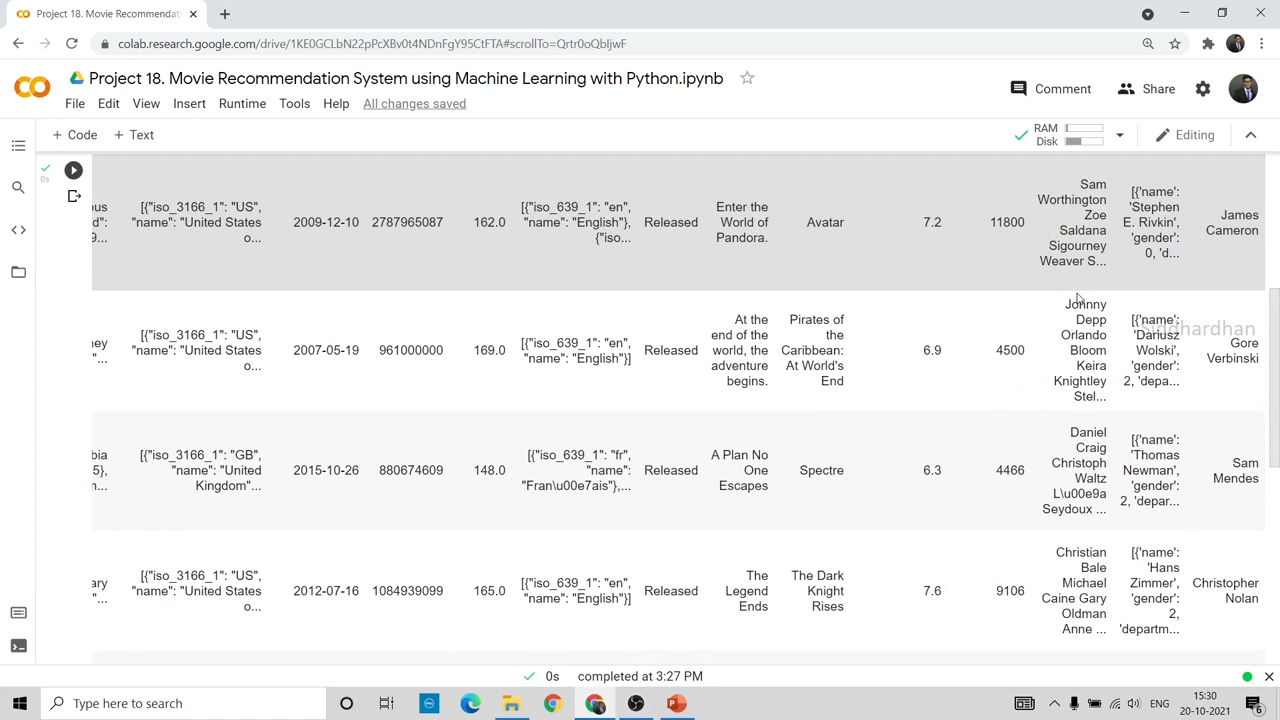 Project 18. Movie Recommendati
colab.research.google.com/drive/1KE0GCLbN22pPcXBv0t4NDnFgY95CtFTA#scrollTo=Qrtr0oQbIjwF
Project 18. Movie Recommendation System using Machine Learning with Python.ipynb
Comment
Share
File Edit View Insert Runtime Tools Help All changes saved
+ Code + Text
RAM
Disk
Editing
0s
ous
d":
9...
[{"iso_3166_1": "US",
"name": "United States
o...
2009-12-10
2787965087
162.0
[{"iso_639_1": "en",
"name": "English"},
{"iso...
Released
Enter the
World of
Pandora.
Avatar
7.2
11800
Sam
Worthington
Zoe
Saldana
Sigourney
Weaver S...
[{'name':
'Stephen
E. Rivkin',
'gender':
0, 'd...
James
Cameron
ney
"...
[{"iso_3166_1": "US",
"name": "United States
o...
2007-05-19
961000000
169.0
[{"iso_639_1": "en",
"name": "English"}]
Released
At the
end of the
world, the
adventure
begins.
Pirates of
the
Caribbean:
At World's
End
6.9
4500
Johnny
Depp
Orlando
Bloom
Keira
Knightley
Stel...
[{'name':
'Dariusz
Wolski',
'gender':
2, 'depa...
Gore
Verbinski
Siddhardhan
bia
5},
m...
[{"iso_3166_1": "GB",
"name": "United
Kingdom"...
2015-10-26
880674609
148.0
[{"iso_639_1": "fr",
"name":
"Fran\u00e7ais"},...
Released
A Plan No
One
Escapes
Spectre
6.3
4466
Daniel
Craig
Christoph
Waltz
L\u00e9a
Seydoux ...
[{'name':
'Thomas
Newman',
'gender':
2, 'depar...
Sam
Mendes
ary
"...
[{"iso_3166_1": "US",
"name": "United States
o...
2012-07-16
1084939099
165.0
[{"iso_639_1": "en",
"name": "English"}]
Released
The
Legend
Ends
The Dark
Knight
Rises
7.6
9106
Christian
Bale
Michael
Caine Gary
Oldman
Anne ...
[{'name':
'Hans
Zimmer',
'gender':
2,
'departm...
Christopher
Nolan
0s completed at 3:27 PM
Type here to search
ENG
15:30
20-10-2021
6